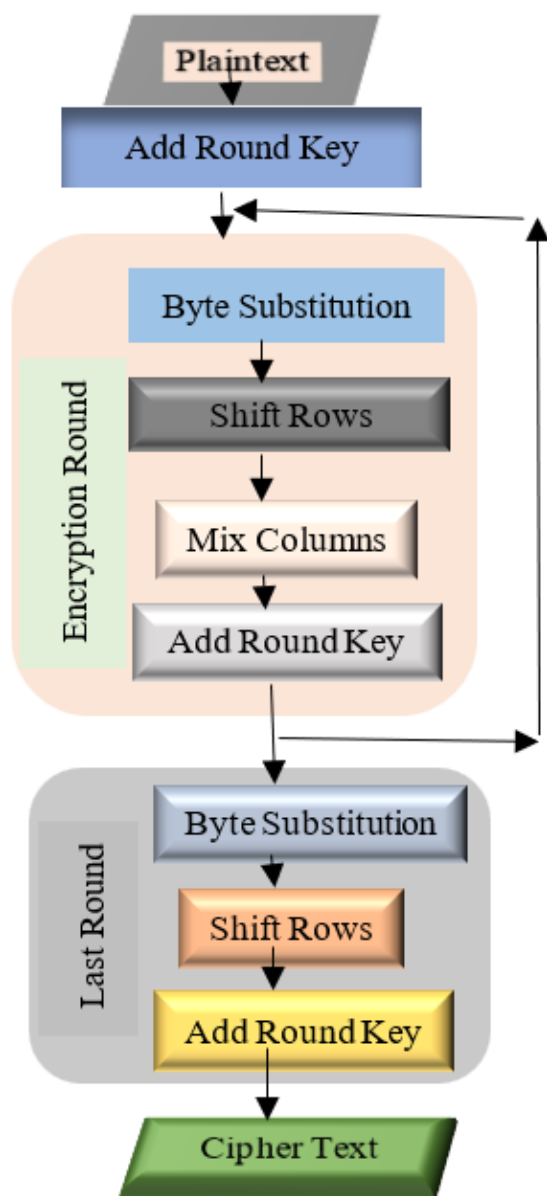 Plaintext
Add Round Key
Byte Substitution
Shift Rows
Mix Columns
Add Round Key
Encryption Round
Byte Substitution
Shift Rows
Add Round Key
Last Round
Cipher Text